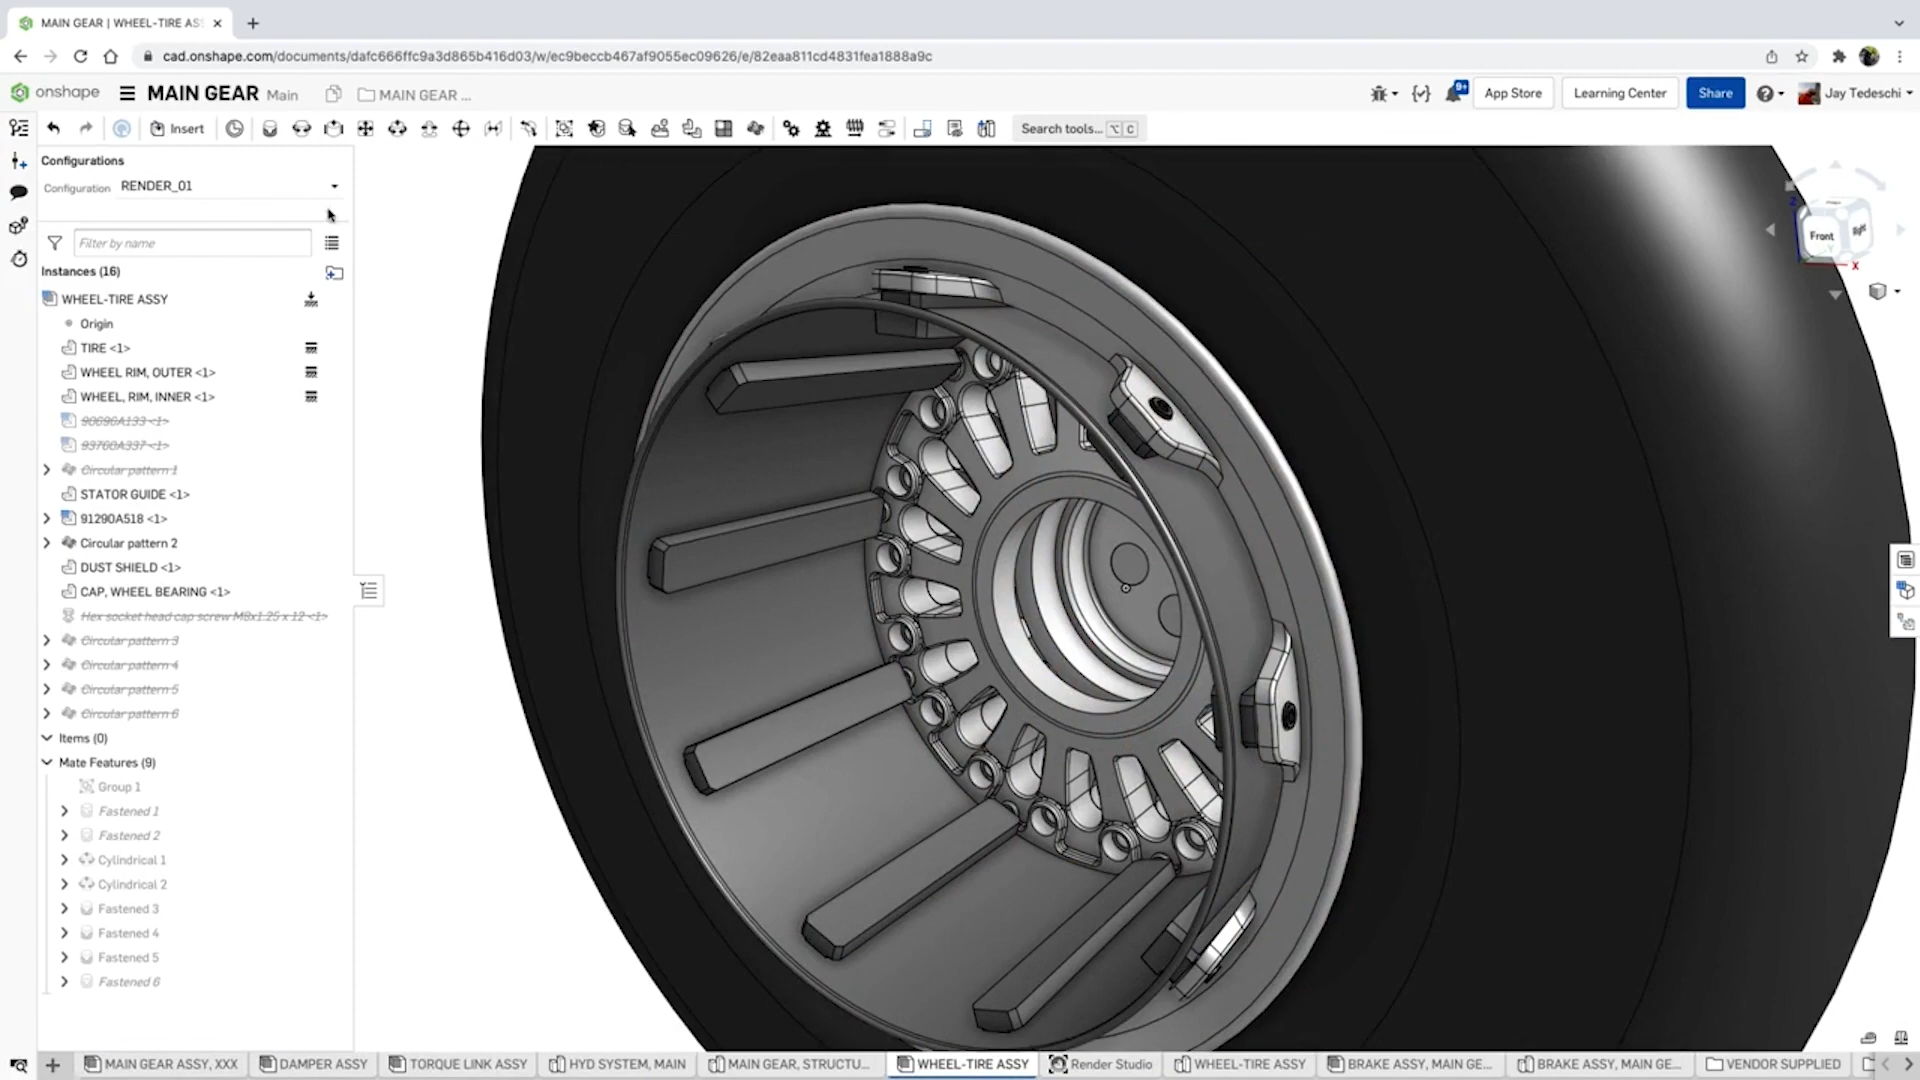 MAIN GEAR | WHEEL-TIRE AS
cad.onshape.com/documents/dafc666ffc9a3d865b416d03/w/ec9beccb467af9055ec09626/e/82eaa811cd4831fea1888a9c
onshape MAIN GEAR Main MAIN GEAR ... 9+ App Store Learning Center Share Jay Tedeschi
Insert Search tools... ⌥ C
Configurations
Configuration RENDER_01
Filter by name
Instances (16)
WHEEL-TIRE ASSY
Origin
TIRE <1>
WHEEL RIM, OUTER <1>
WHEEL, RIM, INNER <1>
90696A133 <1>
93760A337 <1>
Circular pattern 1
STATOR GUIDE <1>
91290A518 <1>
Circular pattern 2
DUST SHIELD <1>
CAP, WHEEL BEARING <1>
Hex socket head cap screw M8x1.25 x 12 <1>
Circular pattern 3
Circular pattern 4
Circular pattern 5
Circular pattern 6
Items (0)
Mate Features (9)
Group 1
Fastened 1
Fastened 2
Cylindrical 1
Cylindrical 2
Fastened 3
Fastened 4
Fastened 5
Fastened 6
Z
Front Right
X
MAIN GEAR ASSY, XXX DAMPER ASSY TORQUE LINK ASSY HYD SYSTEM, MAIN MAIN GEAR, STRUCTU... WHEEL-TIRE ASSY Render Studio WHEEL-TIRE ASSY BRAKE ASSY, MAIN GE... BRAKE ASSY, MAIN GE... VENDOR SUPPLIED